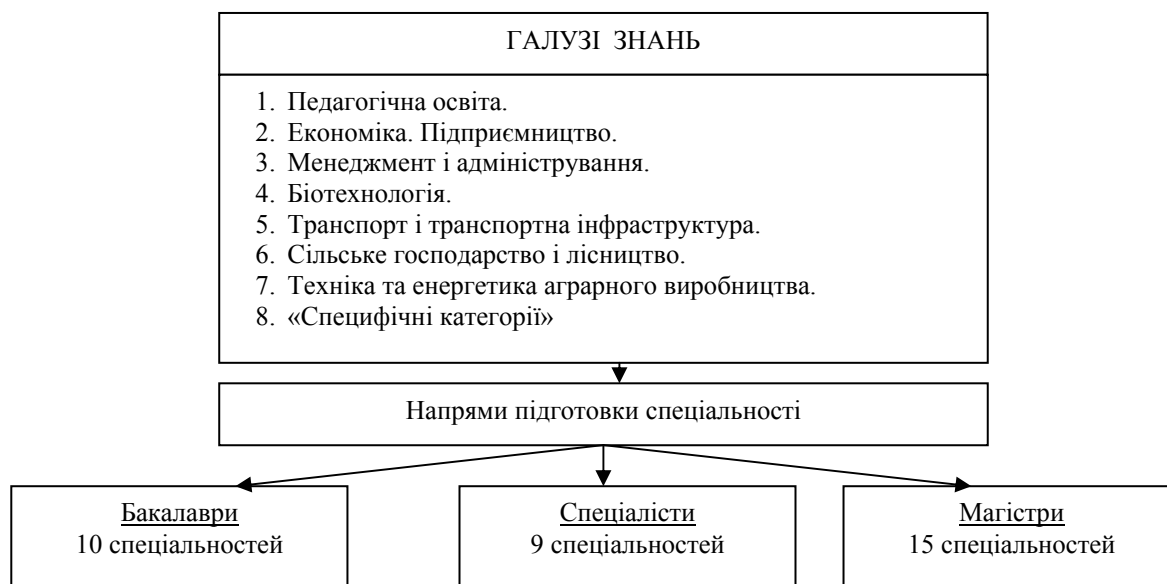 ГАЛУЗІ ЗНАНЬ
1. Педагогічна освіта.
2. Економіка. Підприємництво.
3. Менеджмент і адміністрування.
4. Біотехнологія.
5. Транспорт і транспортна інфраструктура.
6. Сільське господарство і лісництво.
7. Техніка та енергетика аграрного виробництва.
8. «Специфічні категорії»
Напрями підготовки спеціальності
Бакалаври
10 спеціальностей
Спеціалісти
9 спеціальностей
Магістри
15 спеціальностей